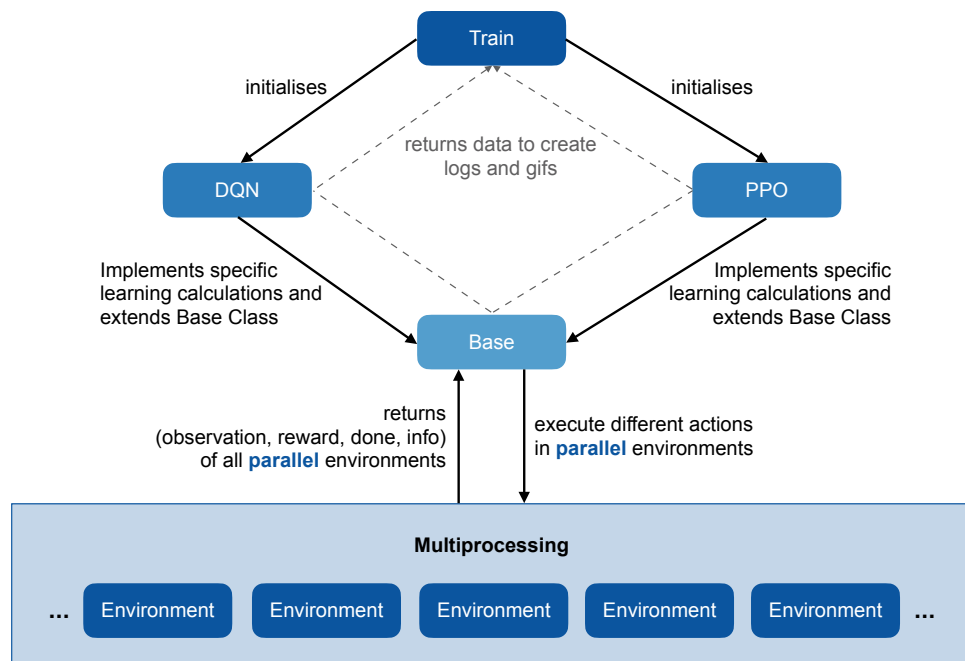 Train
initialises
initialises
returns data to create
logs and gifs
DQN
PPO
Implements specific
learning calculations and
extends Base Class
Implements specific
learning calculations and
extends Base Class
Base
returns
(observation, reward, done, info)
of all parallel environments
execute different actions
in parallel environments
Multiprocessing
... Environment Environment Environment Environment Environment ...